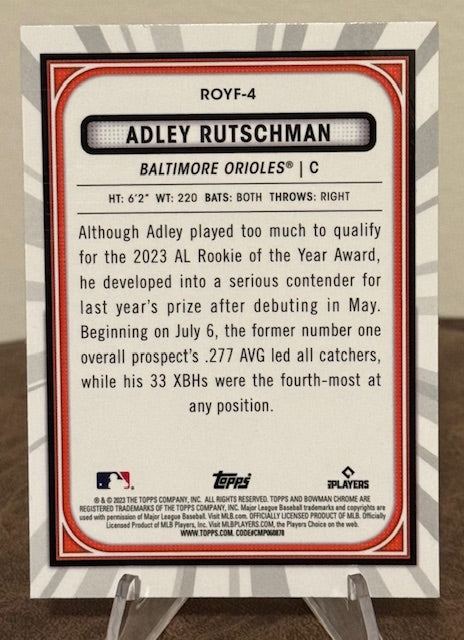 ROYF-4
ADLEY RUTSCHMAN
BALTIMORE ORIOLES® | C
HT: 6'2" WT: 220 BATS: BOTH THROWS: RIGHT
Although Adley played too much to qualify
for the 2023 AL Rookie of the Year Award,
he developed into a serious contender for
last year's prize after debuting in May.
Beginning on July 6, the former number one
overall prospect's .277 AVG led all catchers,
while his 33 XBHs were the fourth-most at
any position.
topps
PLAYERS
® & © 2023 THE TOPPS COMPANY, INC. ALL RIGHTS RESERVED. TOPPS AND BOWMAN CHROME ARE
REGISTERED TRADEMARKS OF THE TOPPS COMPANY, INC. Major League Baseball trademarks and copyrights are
used with permission of Major League Baseball. Visit MLB.com. OFFICIALLY LICENSED PRODUCT OF MLB. Officially
Licensed Product of MLB Players, Inc. Visit MLBPLAYERS.com, the Players Choice on the web.
WWW.TOPPS.COM. CODE#CMP060878